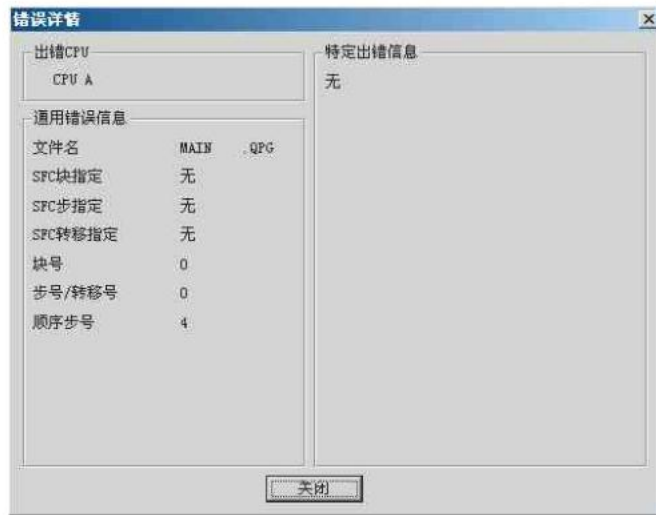 错误详情
出错CPU
CPU A
通用错误信息
文件名 MAIN .QPG
SFC块指定 无
SFC步指定 无
SFC转移指定 无
块号 0
步号/转移号 0
顺序步号 4
特定出错信息
无
关闭